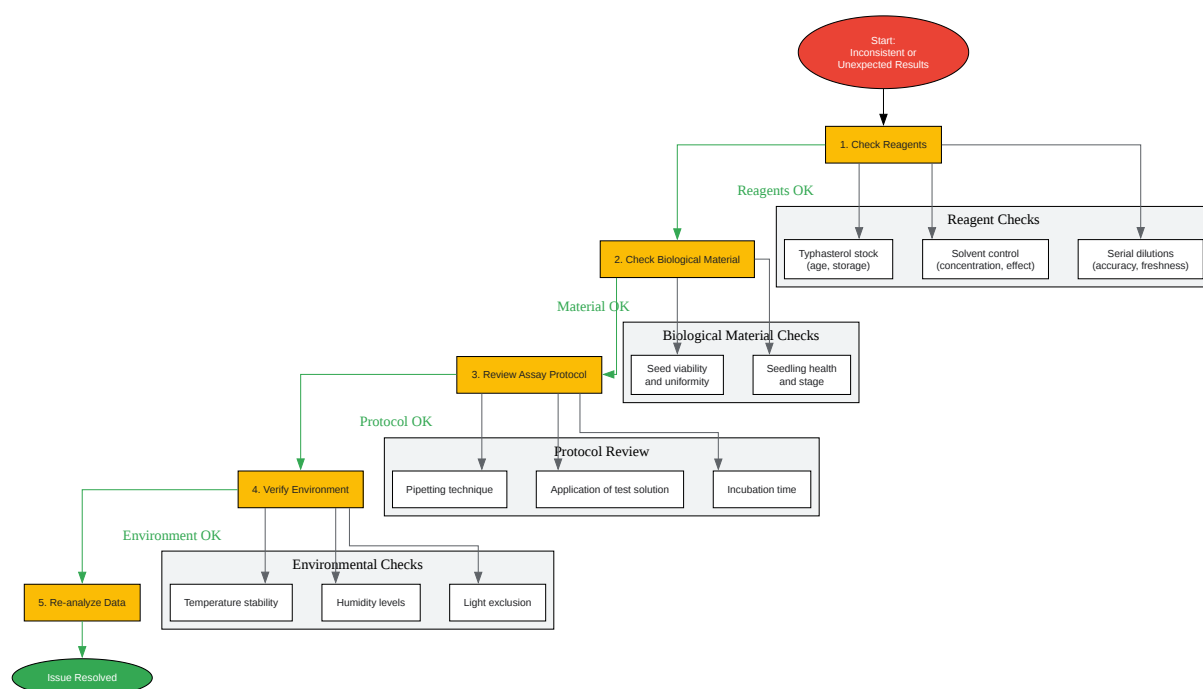 Start:
Inconsistent or
Unexpected Results
1. Check Reagents
Reagents OK
Reagent Checks
Typhasterol stock
(age, storage)
Solvent control
(concentration, effect)
Serial dilutions
(accuracy, freshness)
2. Check Biological Material
Material OK
Biological Material Checks
Seed viability
and uniformity
Seedling health
and stage
3. Review Assay Protocol
Protocol OK
Protocol Review
Pipetting technique
Application of test solution
Incubation time
4. Verify Environment
Environment OK
Environmental Checks
Temperature stability
Humidity levels
Light exclusion
5. Re-analyze Data
Issue Resolved